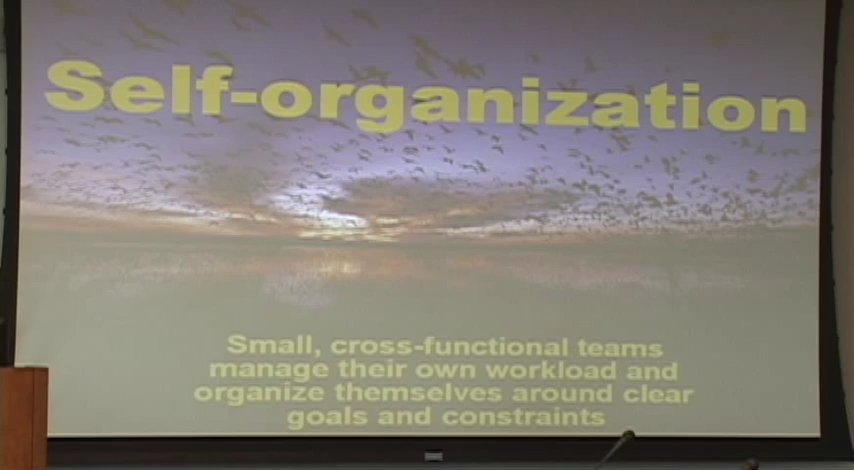 Self-organization
Small, cross-functional teams
manage their own workload and
organize themselves around clear
goals and constraints